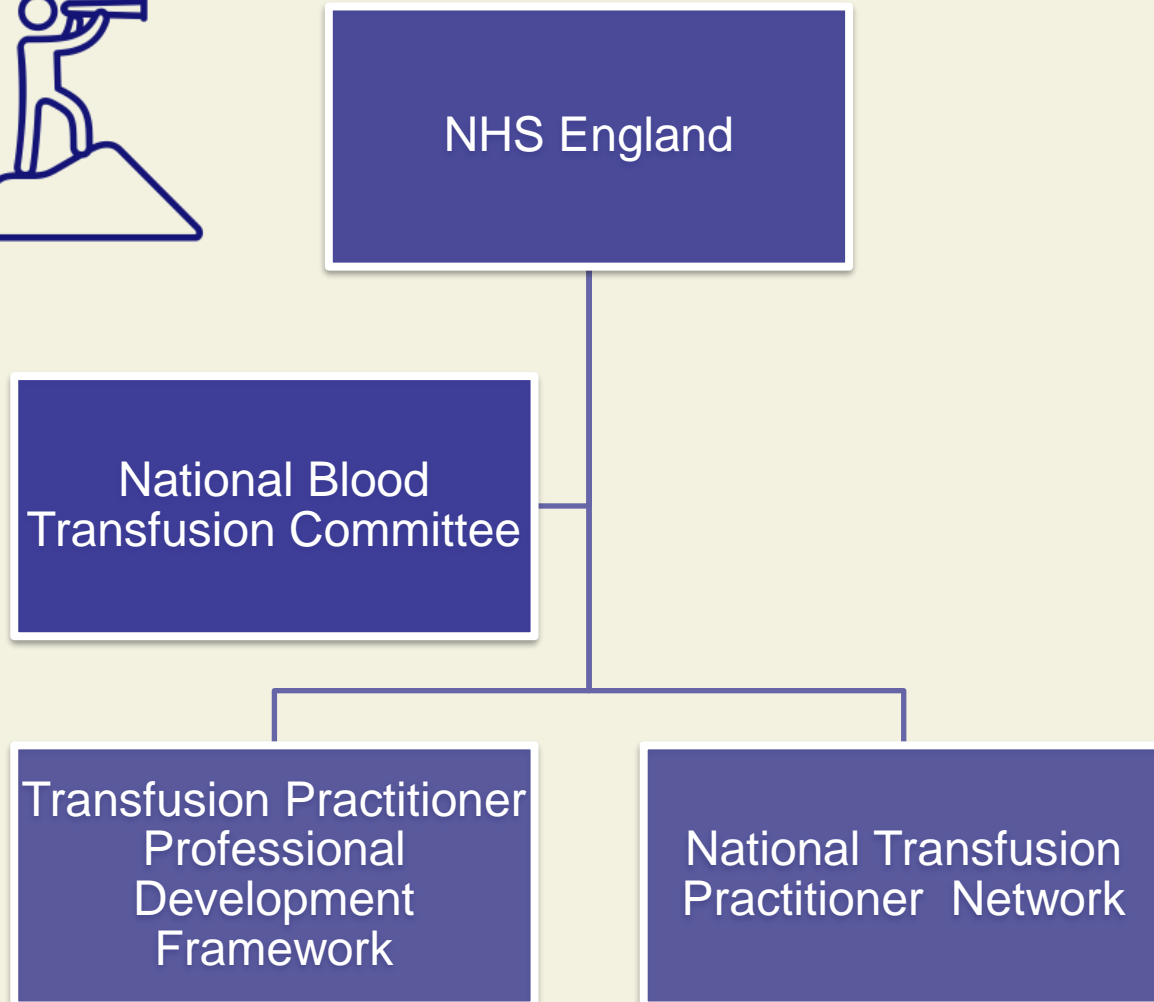 NHS England
National Blood
Transfusion Committee
Transfusion Practitioner
Professional
Development
Framework
National Transfusion
Practitioner  Network